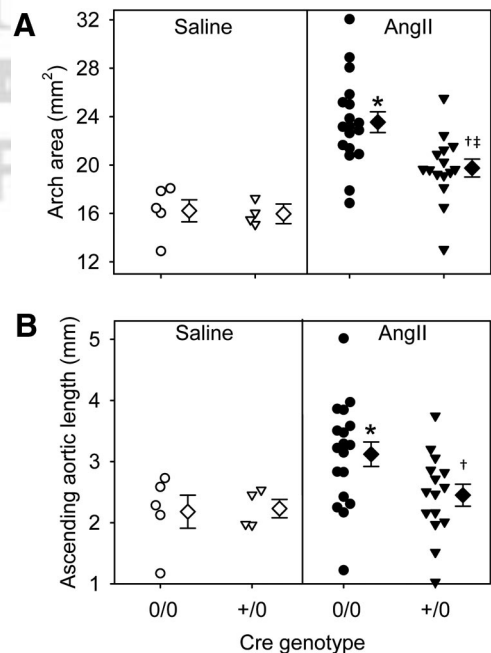 A
Saline
AngII
Arch area (mm²)
32
28
24
20
16
12
*
†‡
B
Saline
AngII
Ascending aortic length (mm)
5
4
3
2
1
*
†
0/0 +/0 0/0 +/0
Cre genotype